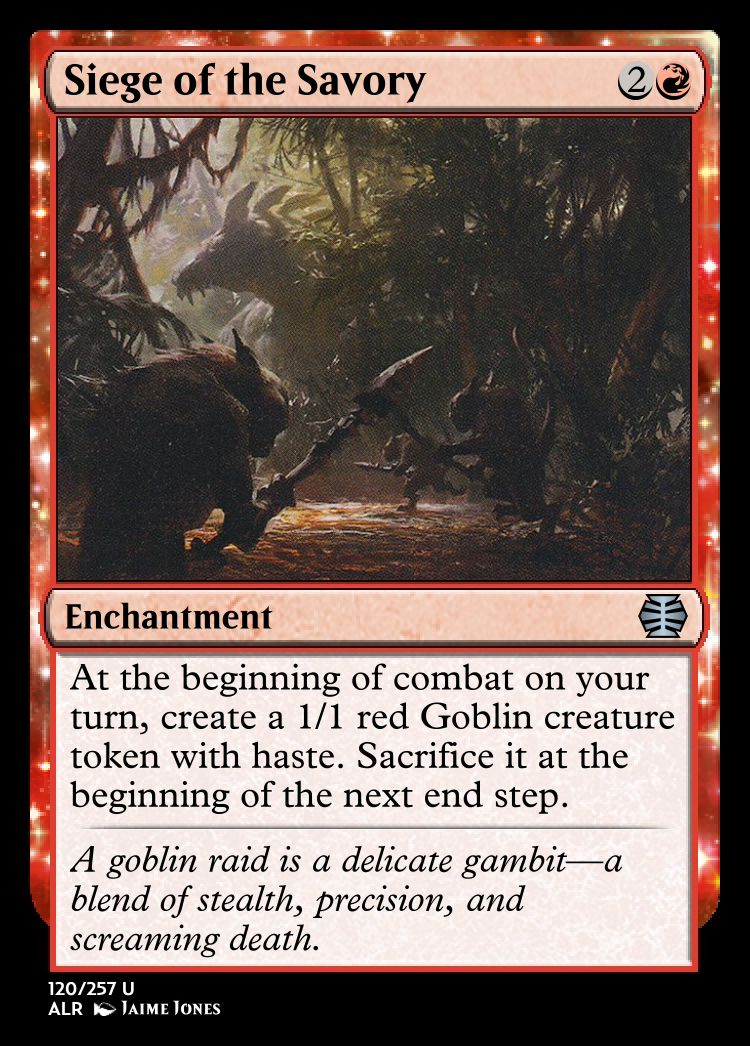 Siege of the Savory 2
Enchantment
At the beginning of combat on your
turn, create a 1/1 red Goblin creature
token with haste. Sacrifice it at the
beginning of the next end step.
A goblin raid is a delicate gambit—a
blend of stealth, precision, and
screaming death.
120/257 U
ALR JAIME JONES